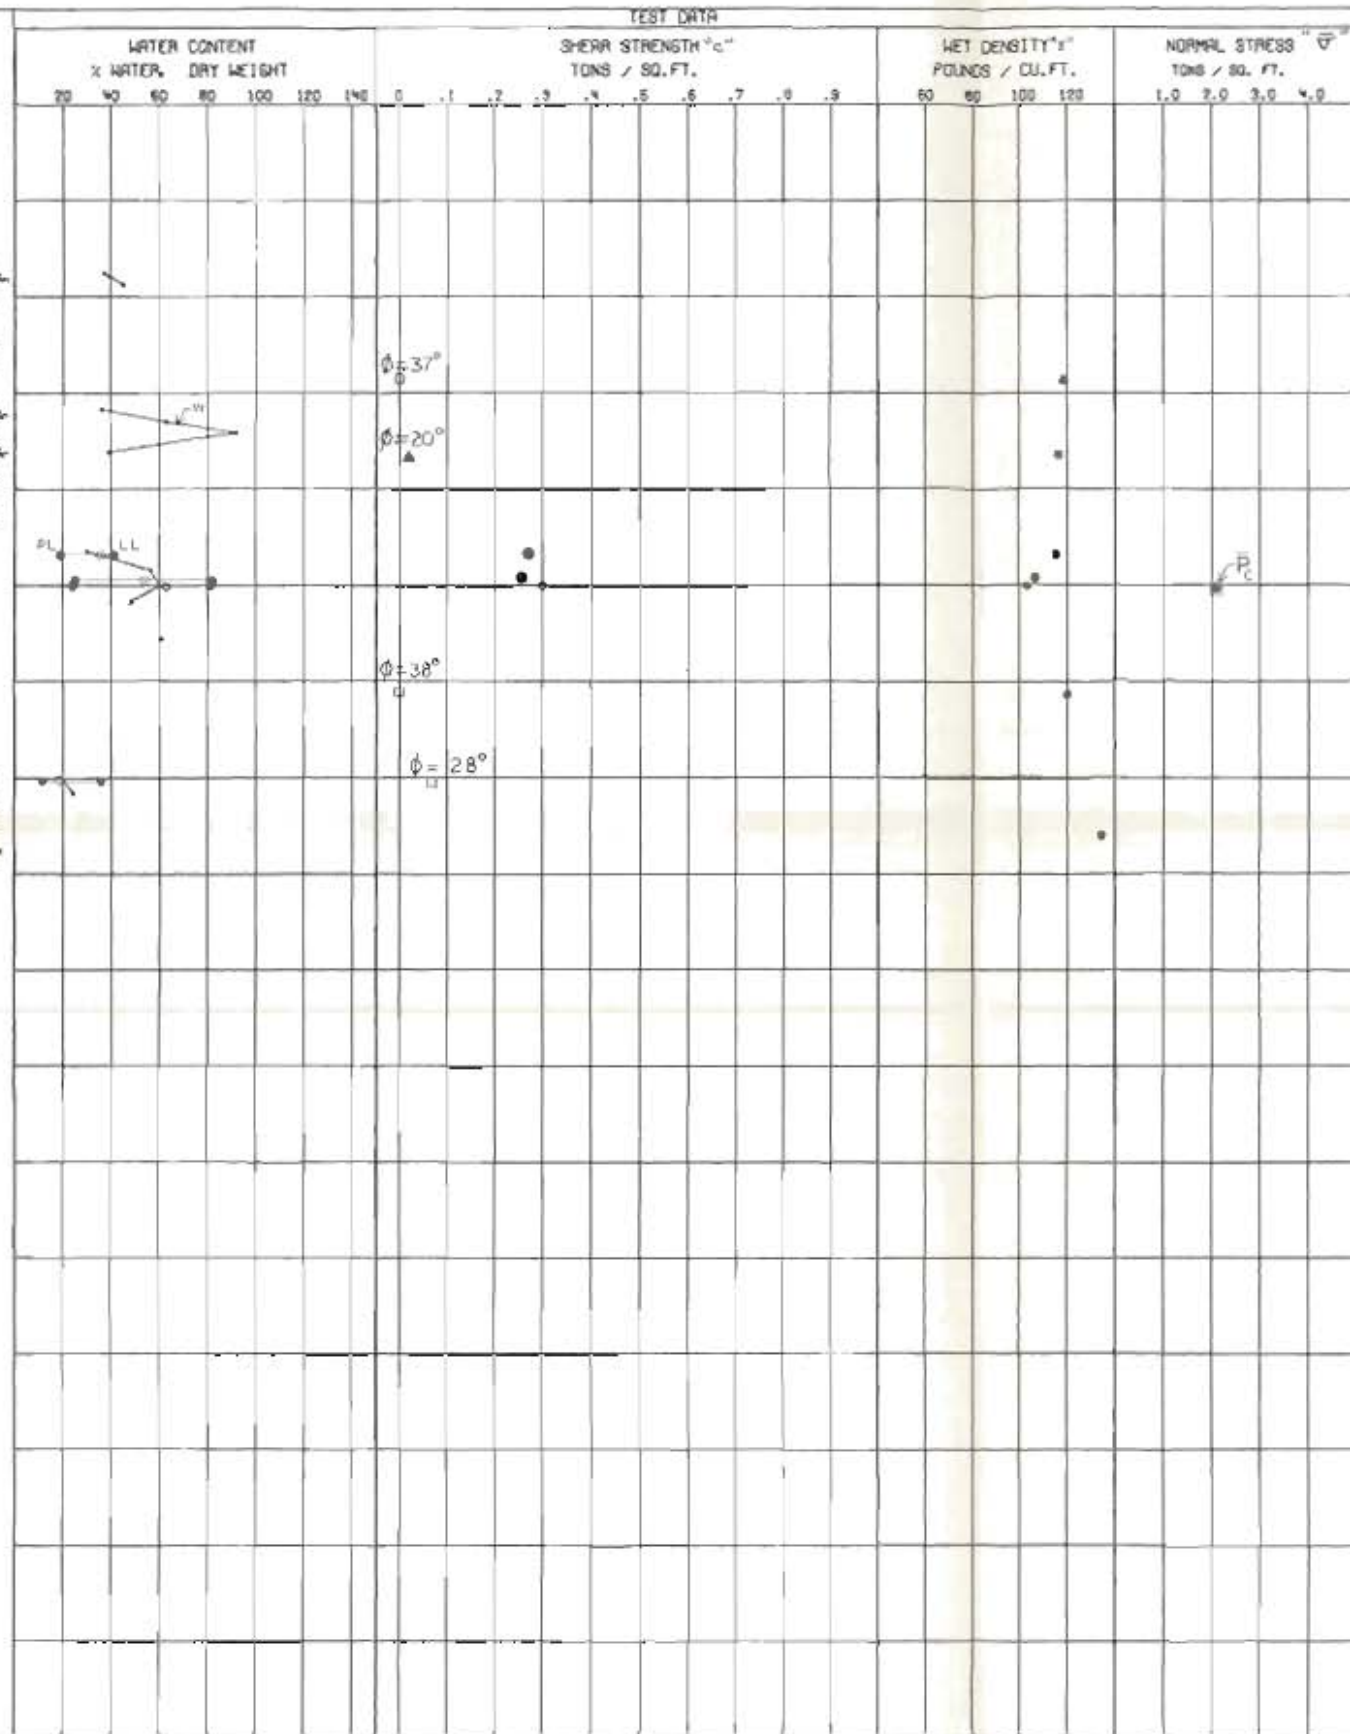 TEST DATA
WATER CONTENT
% WATER, DRY WEIGHT
20 40 60 80 100 120 140
SHEAR STRENGTH "c"
TONS / SQ.FT.
0 .1 .2 .3 .4 .5 .6 .7 .8 .9
WET DENSITY
POUNDS / CU.FT.
60 80 100 120
NORMAL STRESS "σ̅"
TONS / SQ. FT.
1.0 2.0 3.0 4.0
ϕ=37°
W
ϕ=20°
PL
LL
P̅c
ϕ=38°
ϕ= 28°